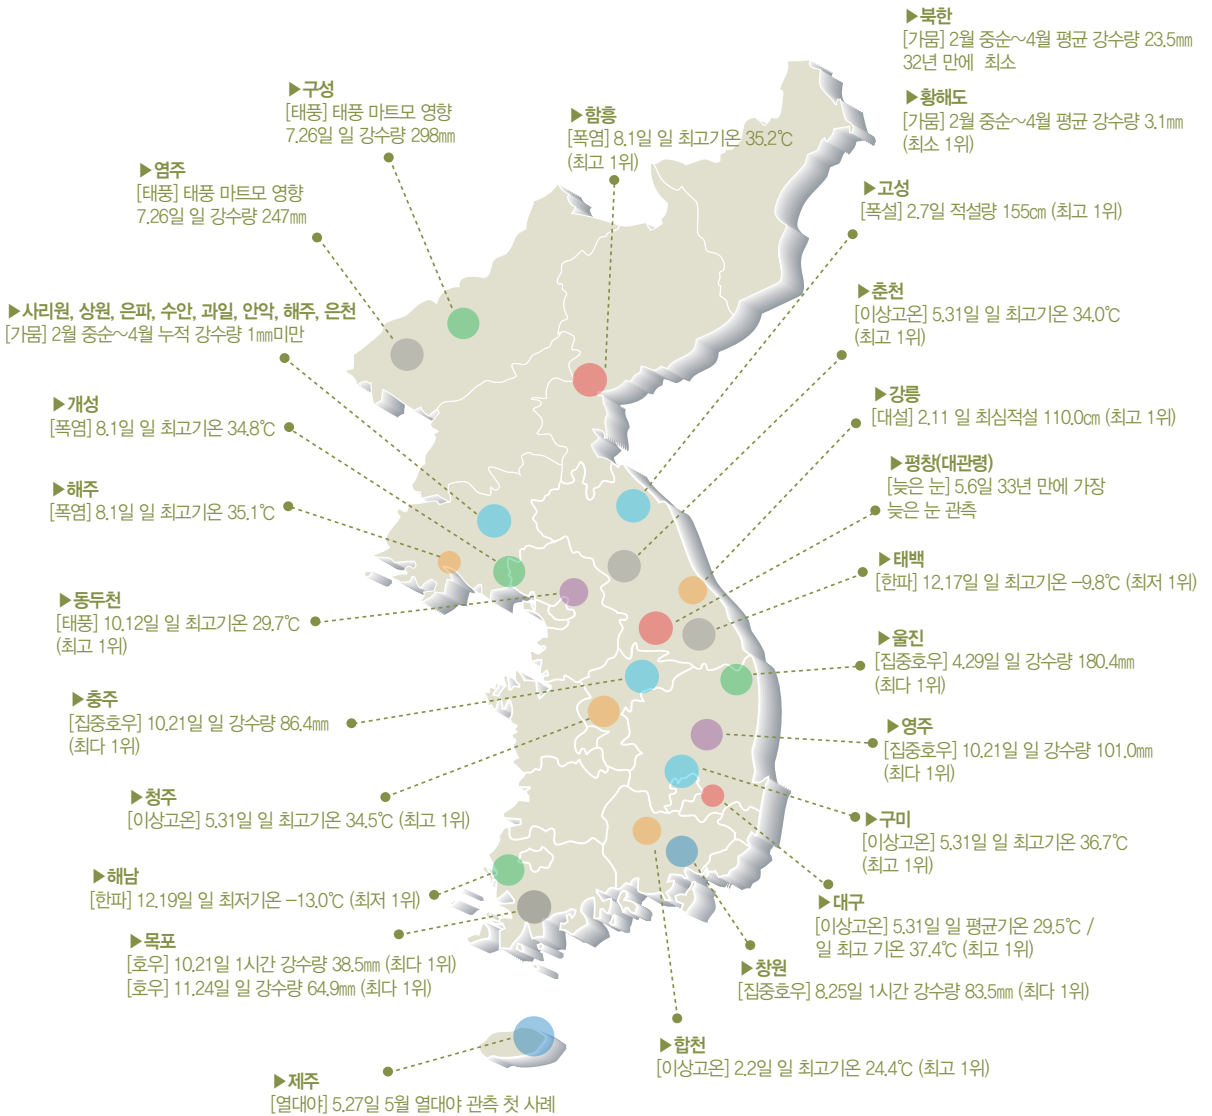 ▶북한
[가뭄] 2월 중순~4월 평균 강수량 23.5㎜
32년 만에 최소
▶황해도
[가뭄] 2월 중순~4월 평균 강수량 3.1㎜
(최소 1위)
▶구성
[태풍] 태풍 마트모 영향
7.26일 일 강수량 298㎜
▶함흥
[폭염] 8.1일 일 최고기온 35.2℃
(최고 1위)
▶염주
[태풍] 태풍 마트모 영향
7.26일 일 강수량 247㎜
▶고성
[폭설] 2.7일 적설량 155㎝ (최고 1위)
▶사리원, 상원, 은파, 수안, 과일, 안악, 해주, 은천
[가뭄] 2월 중순~4월 누적 강수량 1㎜미만
▶춘천
[이상고온] 5.31일 일 최고기온 34.0℃
(최고 1위)
▶개성
[폭염] 8.1일 일 최고기온 34.8℃
▶강릉
[대설] 2.11 일 최심적설 110.0㎝ (최고 1위)
▶평창(대관령)
[늦은 눈] 5.6일 33년 만에 가장
늦은 눈 관측
▶해주
[폭염] 8.1일 일 최고기온 35.1℃
▶태백
[한파] 12.17일 일 최고기온 -9.8℃ (최저 1위)
▶동두천
[태풍] 10.12일 일 최고기온 29.7℃
(최고 1위)
▶울진
[집중호우] 4.29일 일 강수량 180.4㎜
(최다 1위)
▶충주
[집중호우] 10.21일 일 강수량 86.4㎜
(최다 1위)
▶영주
[집중호우] 10.21일 일 강수량 101.0㎜
(최다 1위)
▶청주
[이상고온] 5.31일 일 최고기온 34.5℃ (최고 1위)
▶구미
[이상고온] 5.31일 일 최고기온 36.7℃
(최고 1위)
▶해남
[한파] 12.19일 일 최저기온 -13.0℃ (최저 1위)
▶대구
[이상고온] 5.31일 일 평균기온 29.5℃ /
일 최고 기온 37.4℃ (최고 1위)
▶목포
[호우] 10.21일 1시간 강수량 38.5㎜ (최다 1위)
[호우] 11.24일 일 강수량 64.9㎜ (최다 1위)
▶창원
[집중호우] 8.25일 1시간 강수량 83.5㎜ (최다 1위)
▶합천
[이상고온] 2.2일 일 최고기온 24.4℃ (최고 1위)
▶제주
[열대야] 5.27일 5월 열대야 관측 첫 사례